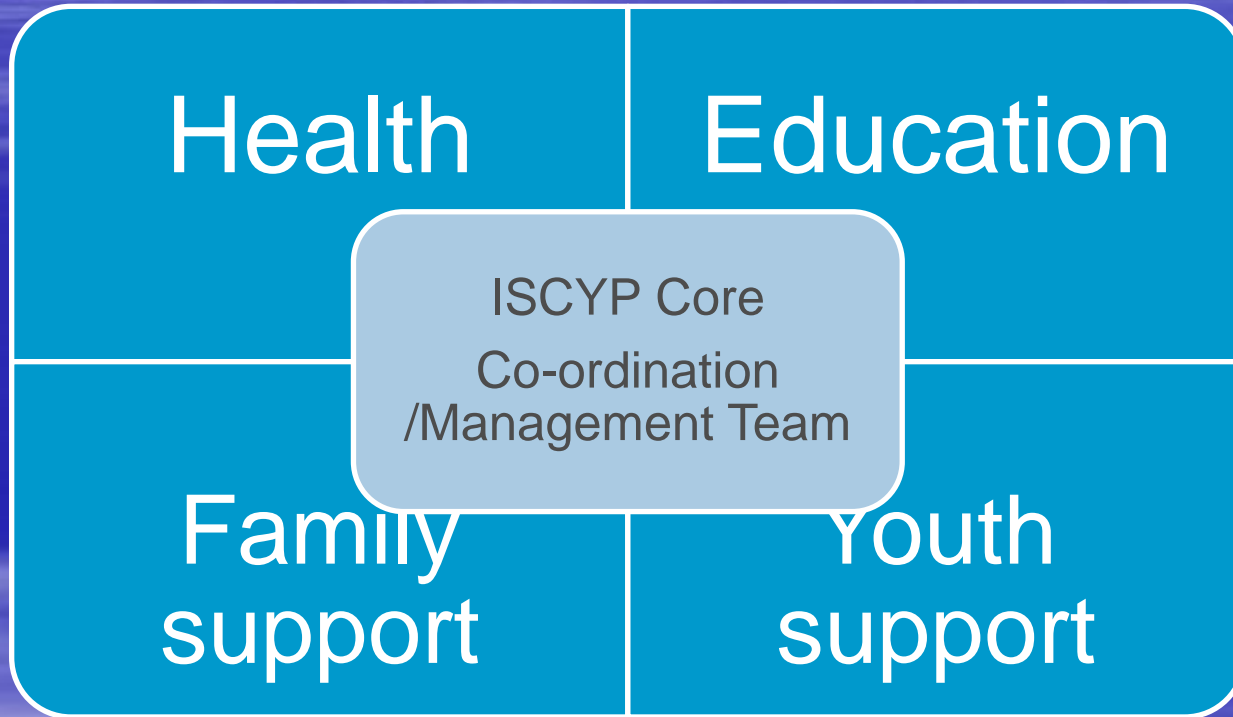 Health
Education
ISCYP Core
Co-ordination
/Management Team
Family
support
Youth
support